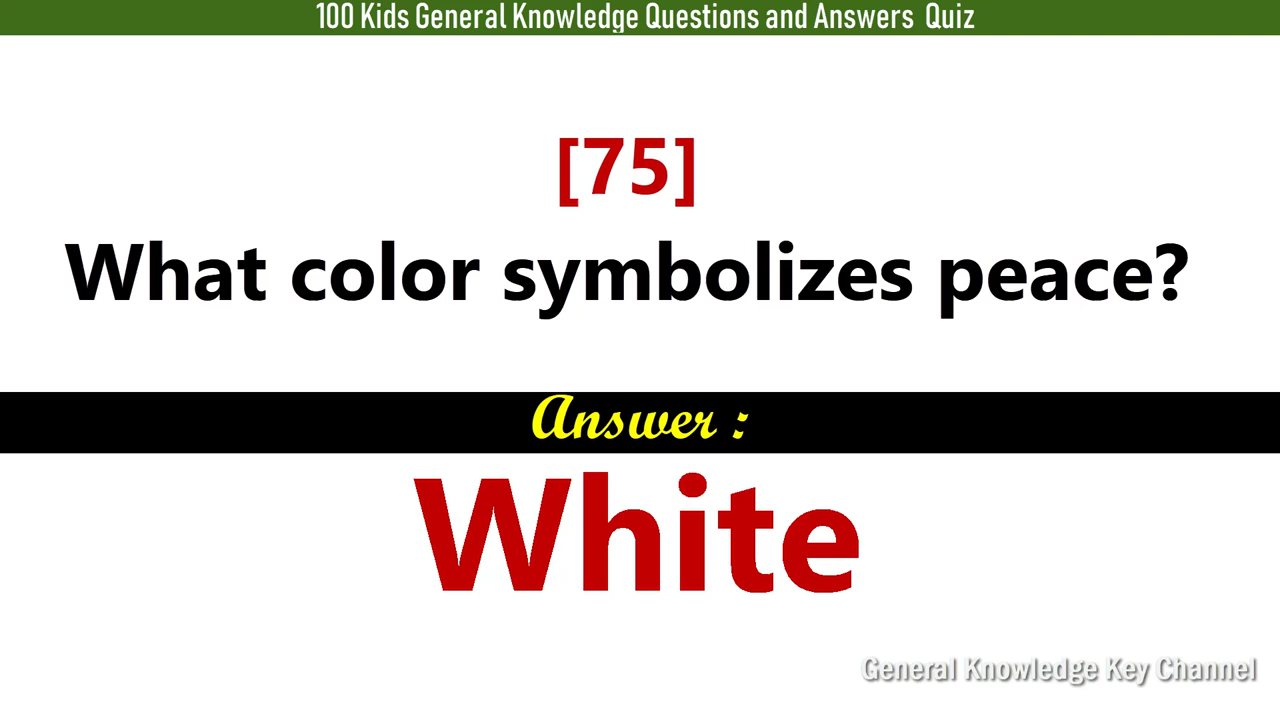 100 Kids General Knowledge Questions and Answers Quiz
[75]
What color symbolizes peace?
Answer :
White
General Knowledge Key Channel